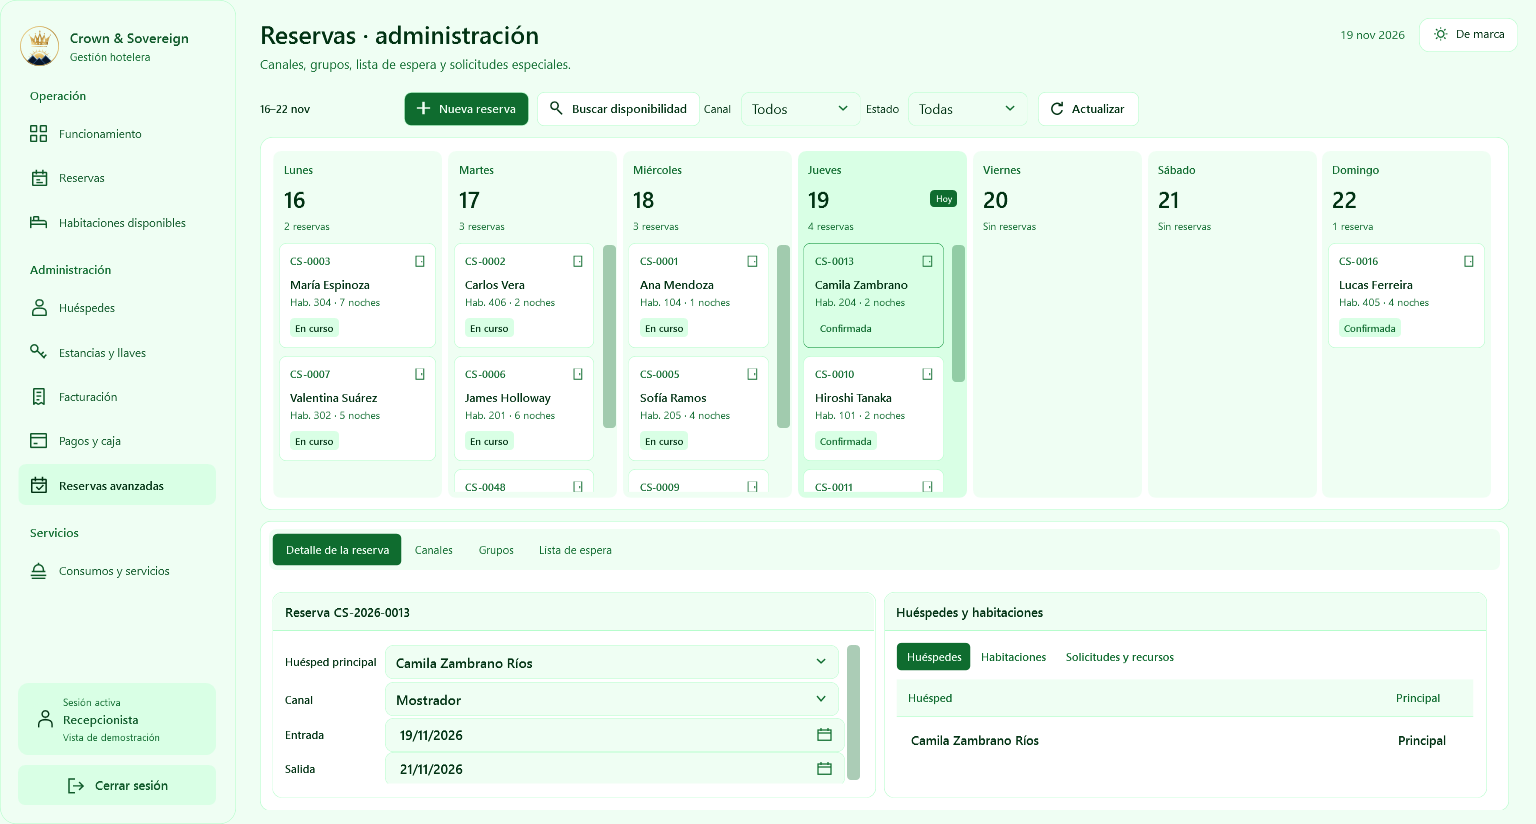 Crown & Sovereign
Gestión hotelera
Operación
Funcionamiento
Reservas
Habitaciones disponibles
Administración
Huéspedes
Estancias y llaves
Facturación
Pagos y caja
Reservas avanzadas
Servicios
Consumos y servicios
Sesión activa
Recepcionista
Vista de demostración
Cerrar sesión
Reservas · administración
Canales, grupos, lista de espera y solicitudes especiales.
19 nov 2026
De marca
16–22 nov
Nueva reserva
Buscar disponibilidad
Canal
Todos
Estado
Todas
Actualizar
Lunes
16
2 reservas
CS-0003
María Espinoza
Hab. 304 · 7 noches
En curso
CS-0007
Valentina Suárez
Hab. 302 · 5 noches
En curso
Martes
17
3 reservas
CS-0002
Carlos Vera
Hab. 406 · 2 noches
En curso
CS-0006
James Holloway
Hab. 201 · 6 noches
En curso
CS-0048
Miércoles
18
3 reservas
CS-0001
Ana Mendoza
Hab. 104 · 1 noches
En curso
CS-0005
Sofía Ramos
Hab. 205 · 4 noches
En curso
CS-0009
Jueves
19
Hoy
4 reservas
CS-0013
Camila Zambrano
Hab. 204 · 2 noches
Confirmada
CS-0010
Hiroshi Tanaka
Hab. 101 · 2 noches
Confirmada
CS-0011
Viernes
20
Sin reservas
Sábado
21
Sin reservas
Domingo
22
1 reserva
CS-0016
Lucas Ferreira
Hab. 405 · 4 noches
Confirmada
Detalle de la reserva
Canales
Grupos
Lista de espera
Reserva CS-2026-0013
Huésped principal
Camila Zambrano Ríos
Canal
Mostrador
Entrada
19/11/2026
Salida
21/11/2026
Huéspedes y habitaciones
Huéspedes
Habitaciones
Solicitudes y recursos
Huésped
Principal
Camila Zambrano Ríos
Principal